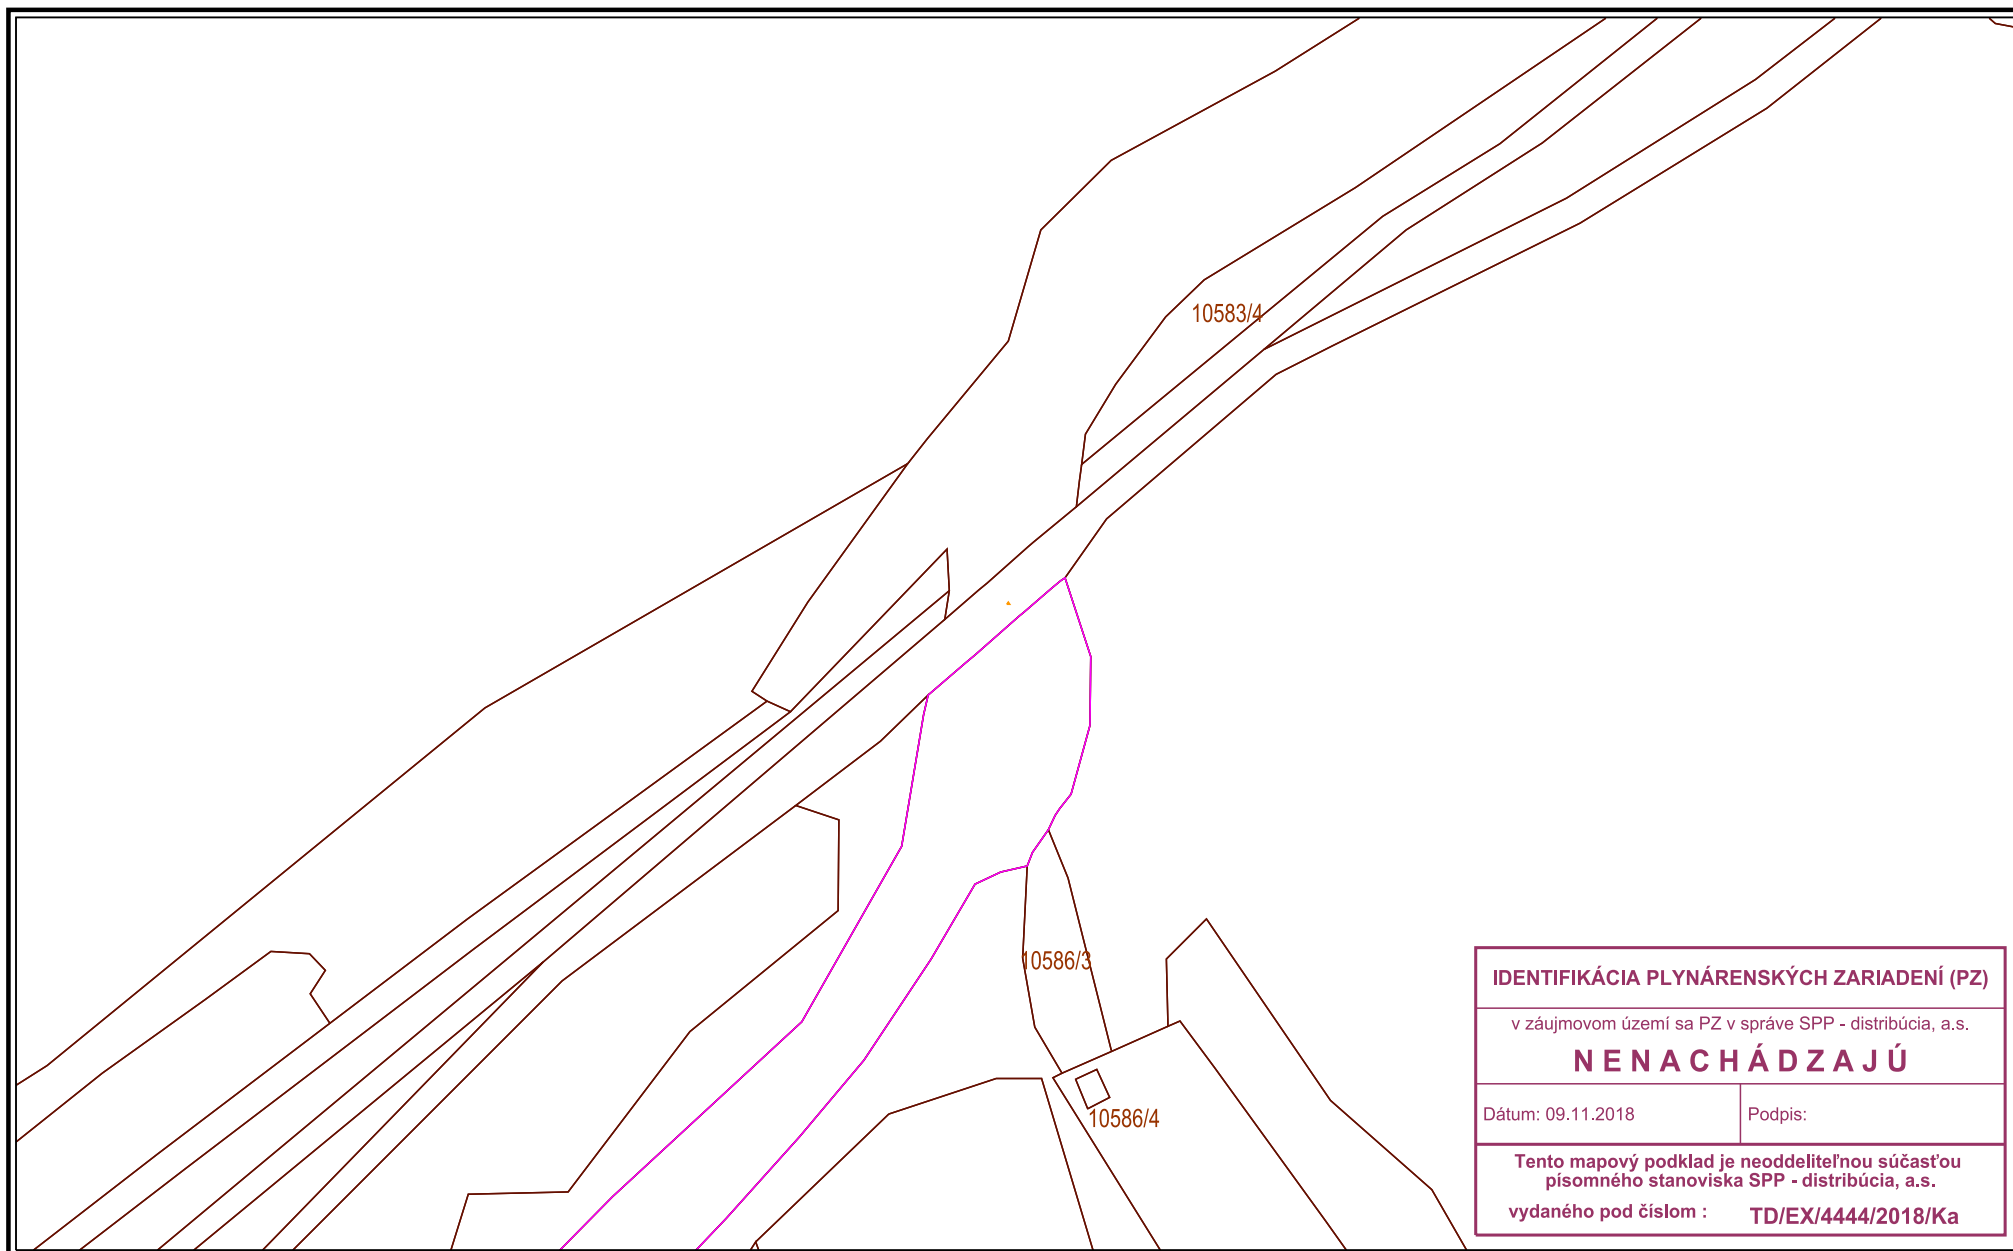 10583/4
10586/3
10586/4
IDENTIFIKÁCIA PLYNÁRENSKÝCH ZARIADENÍ (PZ)
v záujmovom území sa PZ v správe SPP - distribúcia, a.s.
N E N A C H Á D Z A J Ú
Dátum: 09.11.2018
Podpis:
Tento mapový podklad je neoddeliteľnou súčasťou
písomného stanoviska SPP - distribúcia, a.s.
vydaného pod číslom : TD/EX/4444/2018/Ka